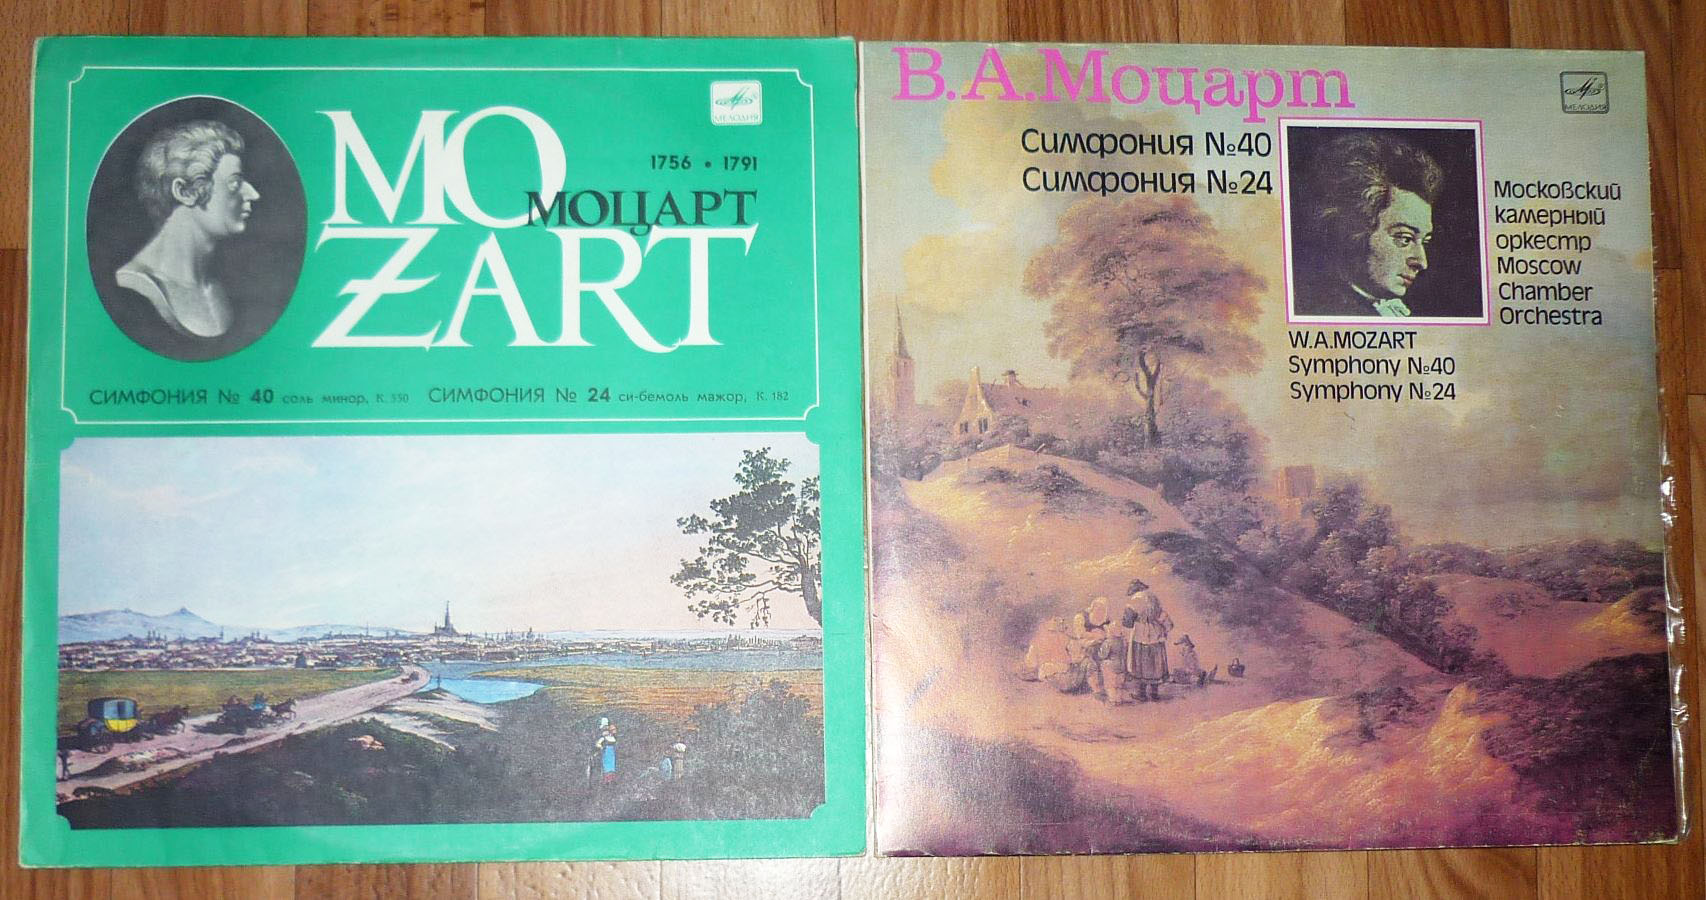 МЕЛОДИЯ
MO
1756 • 1791
МОЦАРТ
ZART
СИМФОНИЯ № 40 соль минор, К. 550 СИМФОНИЯ № 24 си-бемоль мажор, К. 182
В.А.Моцарт
МЕЛОДИЯ
Симфония №40
Симфония №24
Московский
камерный
оркестр
Moscow
Chamber
Orchestra
W.A.MOZART
Symphony №40
Symphony №24